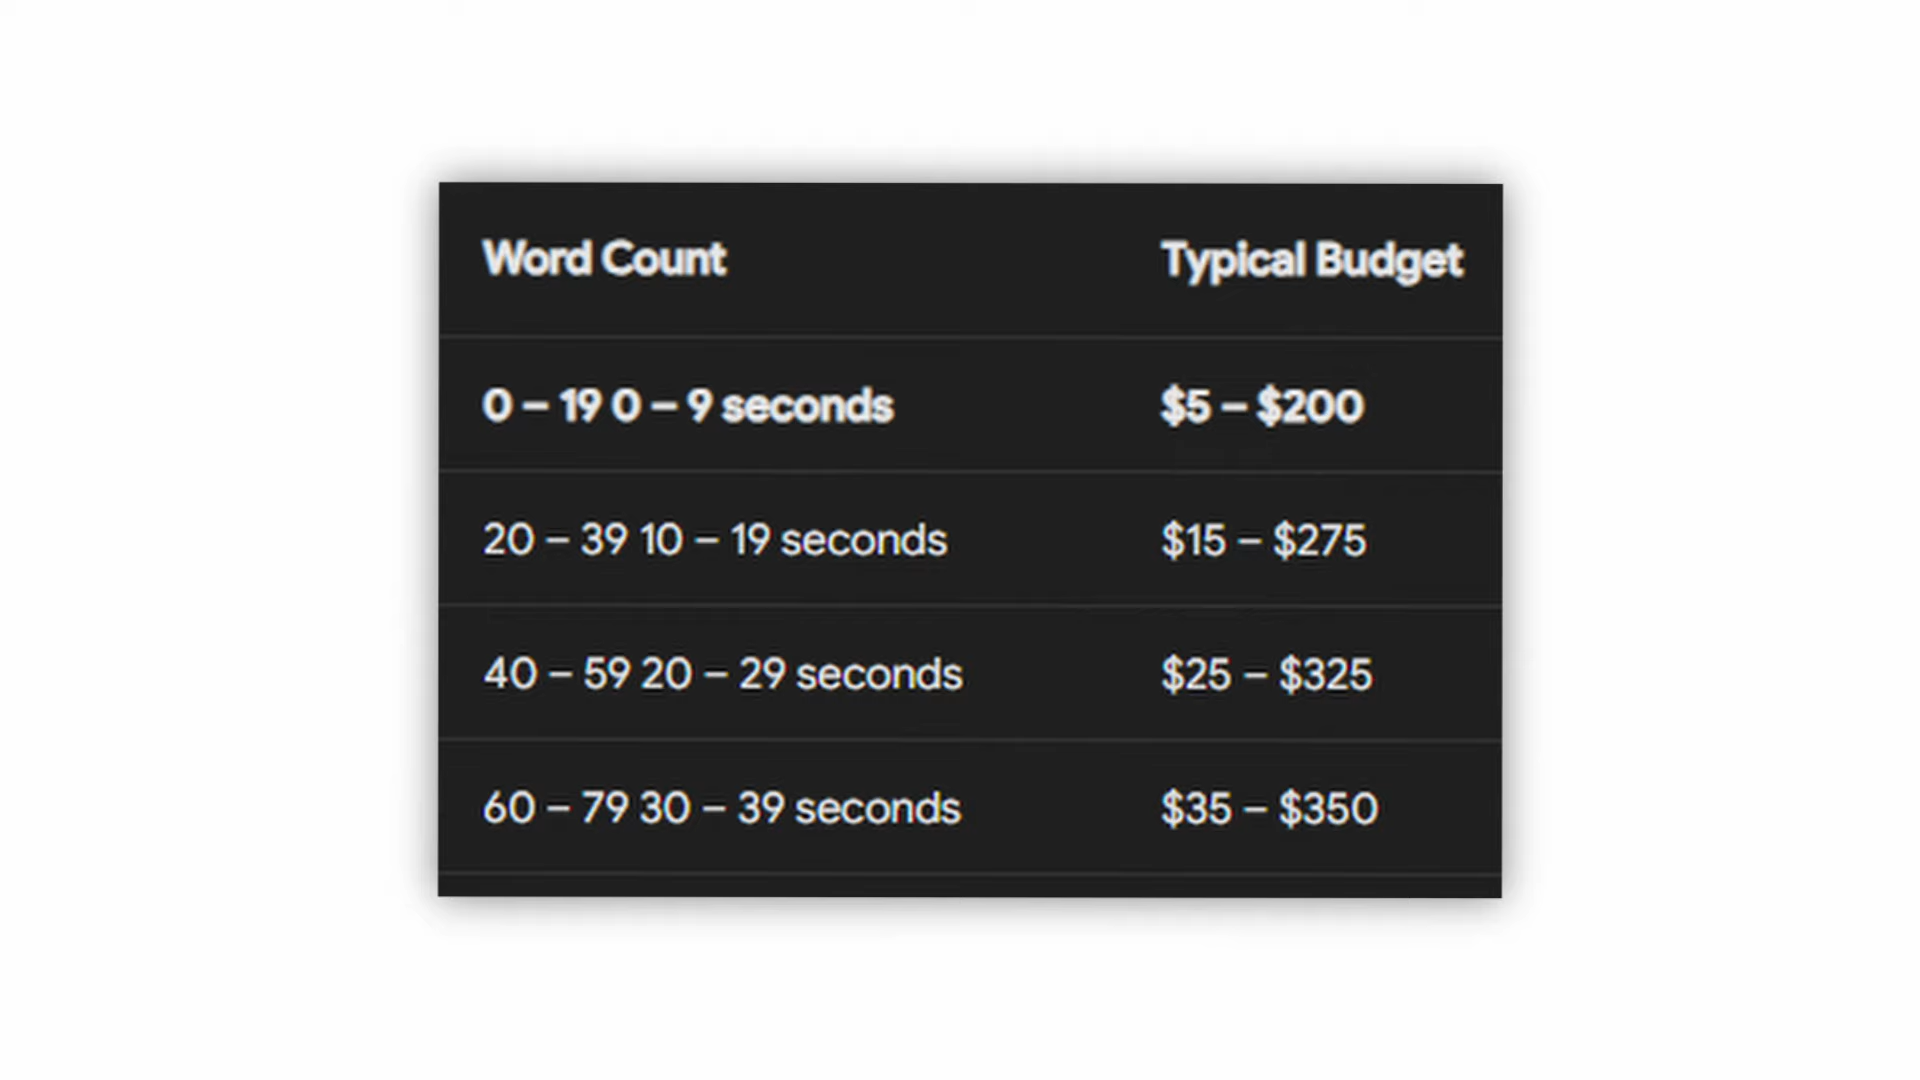 Word Count Typical Budget
0 – 19 0 – 9 seconds $5 – $200
20 – 39 10 – 19 seconds $15 – $275
40 – 59 20 – 29 seconds $25 – $325
60 – 79 30 – 39 seconds $35 – $350